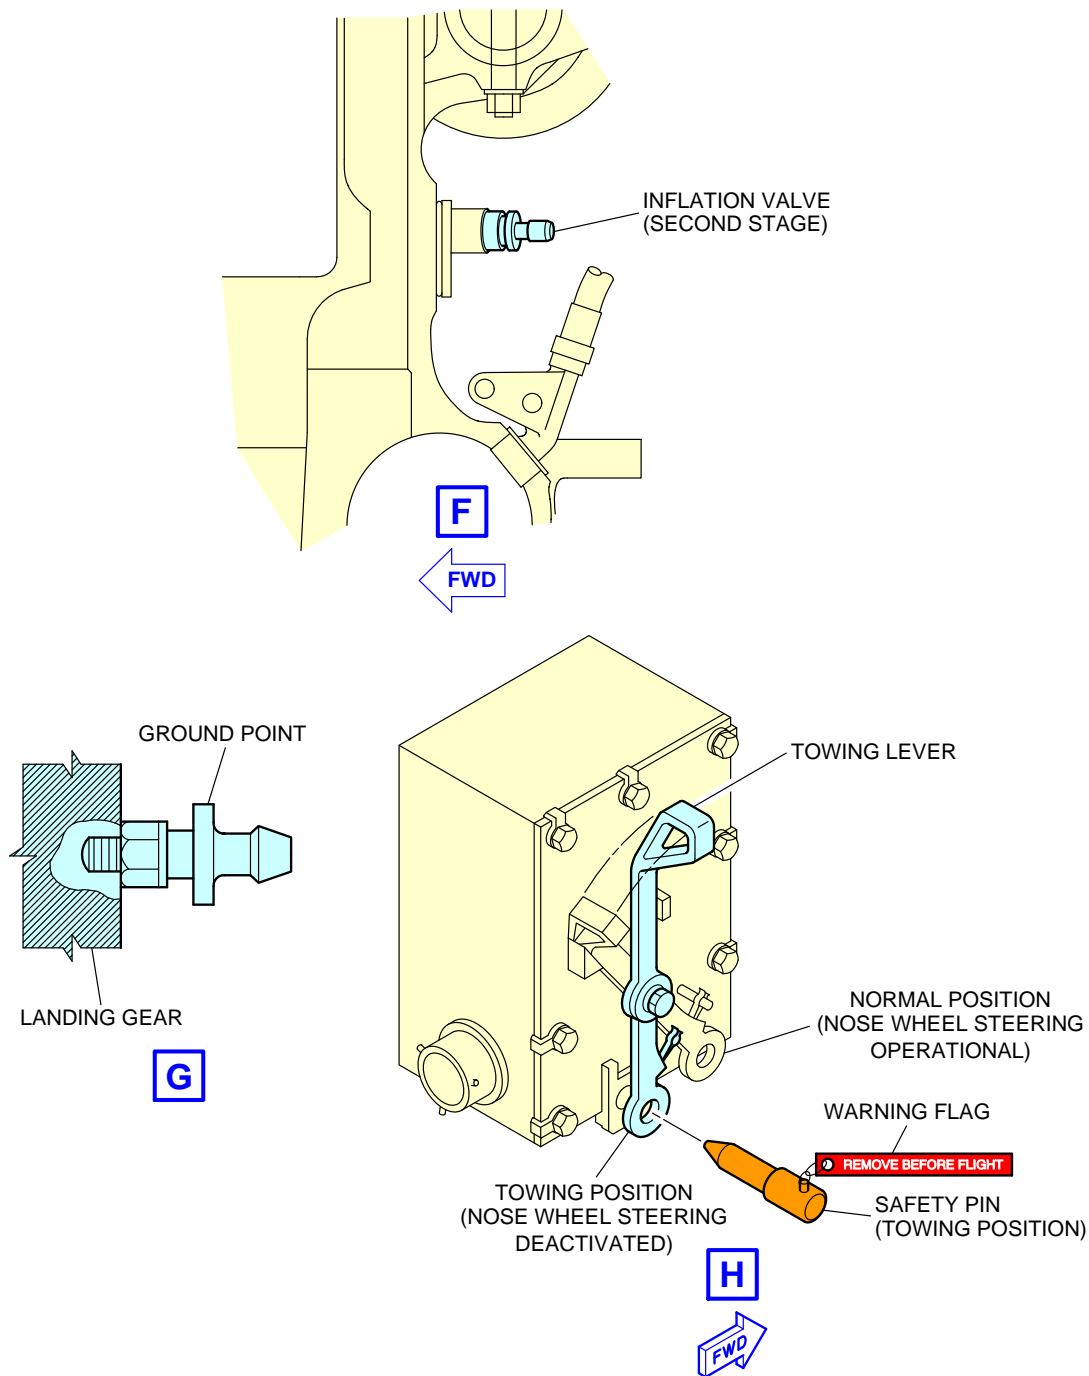 INFLATION VALVE
(SECOND STAGE)
F
FWD
GROUND POINT
LANDING GEAR
G
TOWING LEVER
NORMAL POSITION
(NOSE WHEEL STEERING
OPERATIONAL)
WARNING FLAG
REMOVE BEFORE FLIGHT
SAFETY PIN
(TOWING POSITION)
TOWING POSITION
(NOSE WHEEL STEERING
DEACTIVATED)
H
FWD